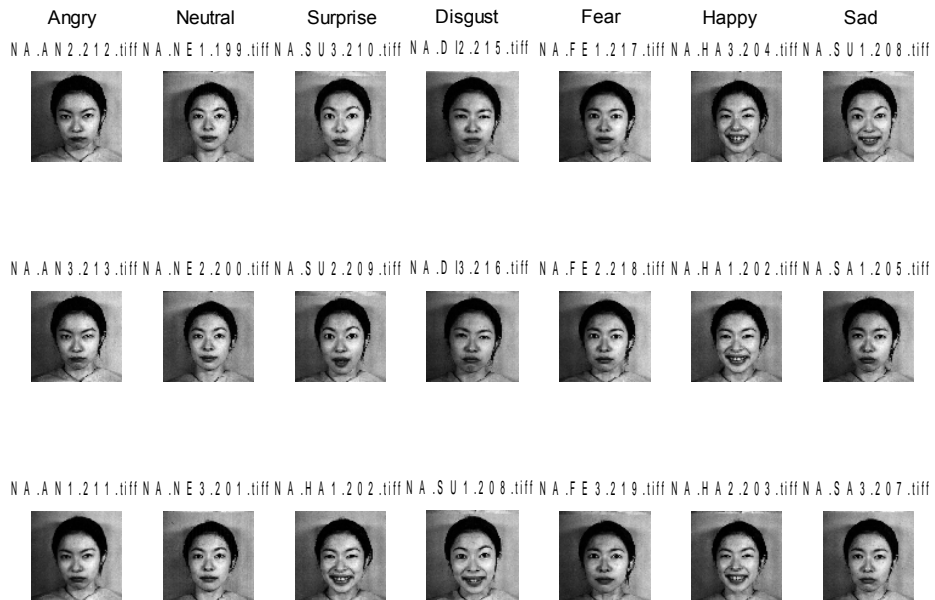 Angry Neutral Surprise Disgust Fear Happy Sad
NA.AN2.212.tiff NA.NE1.199.tiff NA.SU3.210.tiff NA.DI2.215.tiff NA.FE1.217.tiff NA.HA3.204.tiff NA.SU1.208.tiff
NA.AN3.213.tiff NA.NE2.200.tiff NA.SU2.209.tiff NA.DI3.216.tiff NA.FE2.218.tiff NA.HA1.202.tiff NA.SA1.205.tiff
NA.AN1.211.tiff NA.NE3.201.tiff NA.HA1.202.tiff NA.SU1.208.tiff NA.FE3.219.tiff NA.HA2.203.tiff NA.SA3.207.tiff